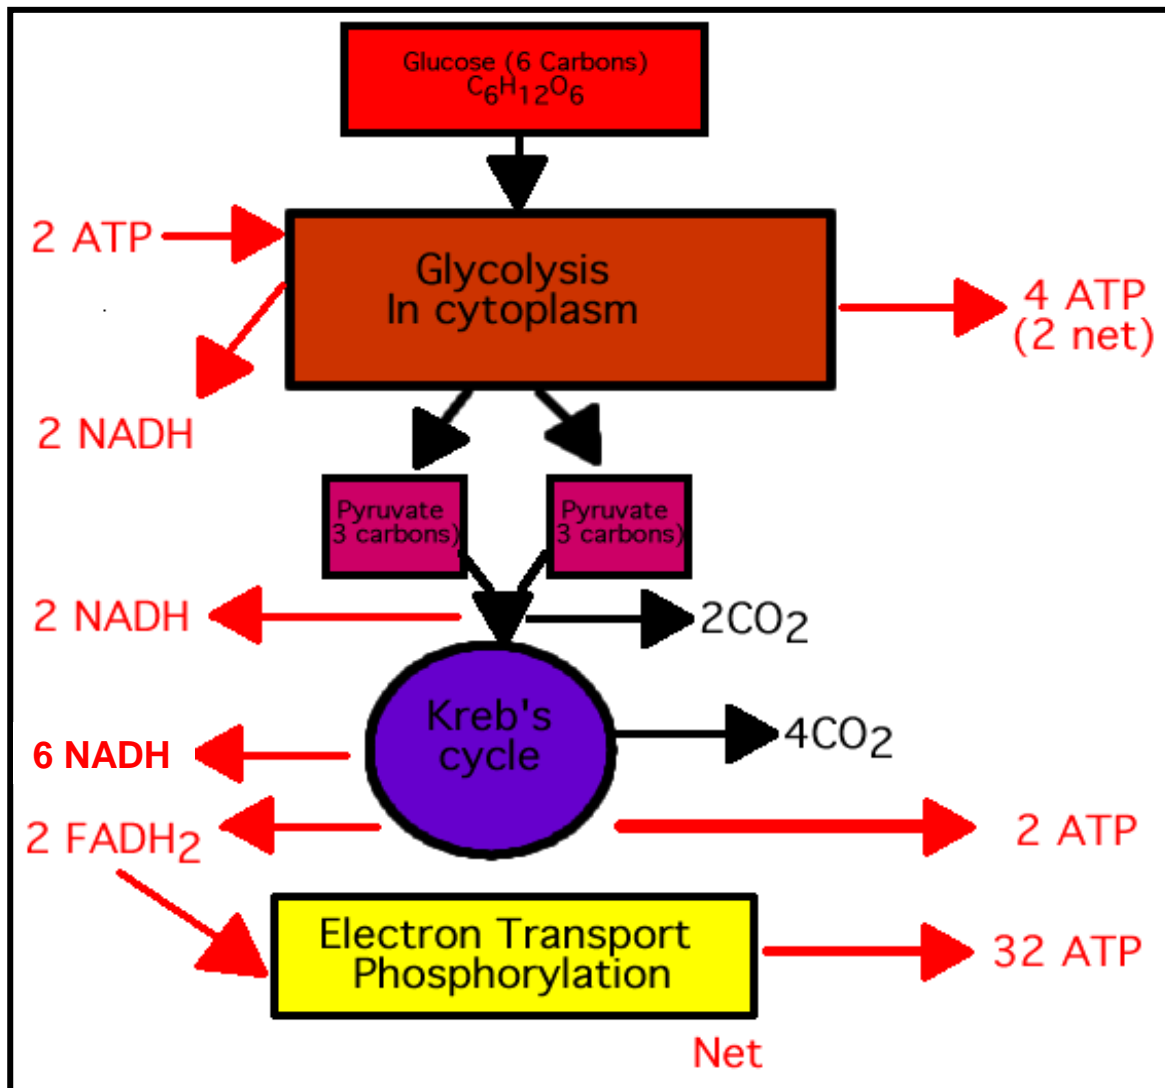 Glucose (6 Carbons)
C6H12O6
2 ATP
Glycolysis
In cytoplasm
4 ATP
(2 net)
2 NADH
Pyruvate
3 carbons)
Pyruvate
3 carbons)
2 NADH
2CO2
Kreb's
cycle
6 NADH
4CO2
2 FADH2
2 ATP
Electron Transport
Phosphorylation
32 ATP
Net